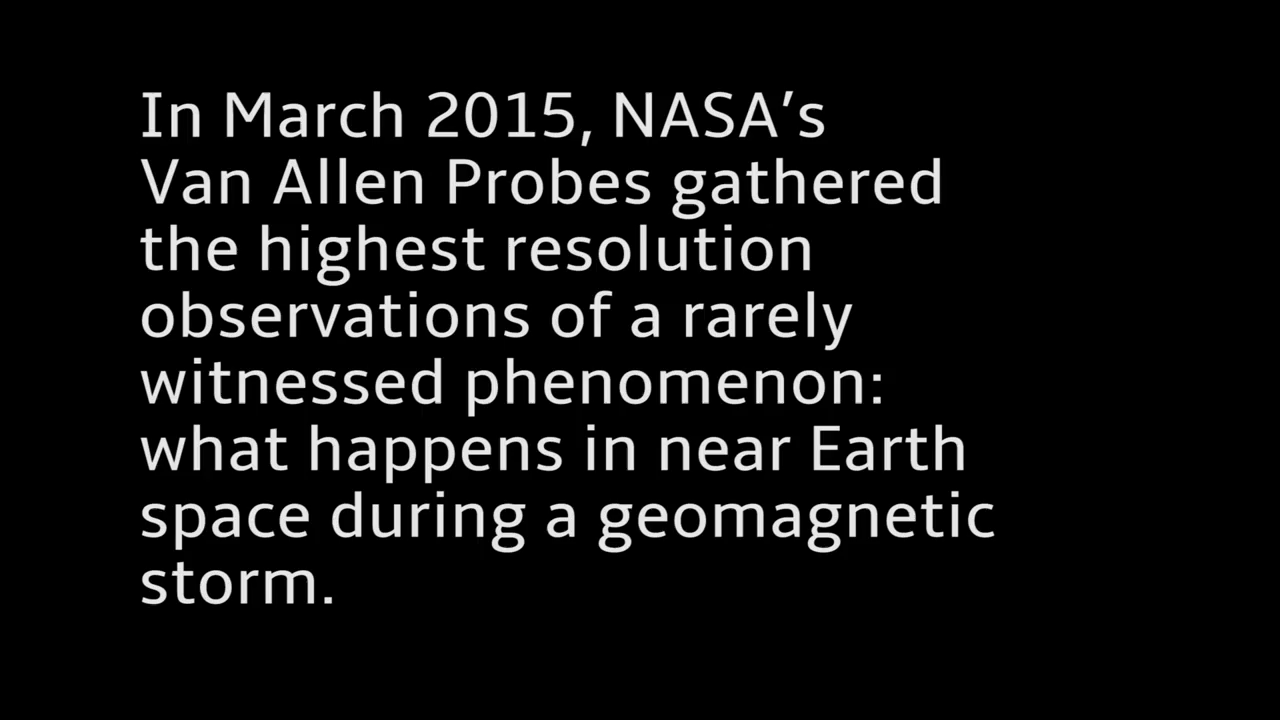 In March 2015, NASA’s
Van Allen Probes gathered
the highest resolution
observations of a rarely
witnessed phenomenon:
what happens in near Earth
space during a geomagnetic
storm.